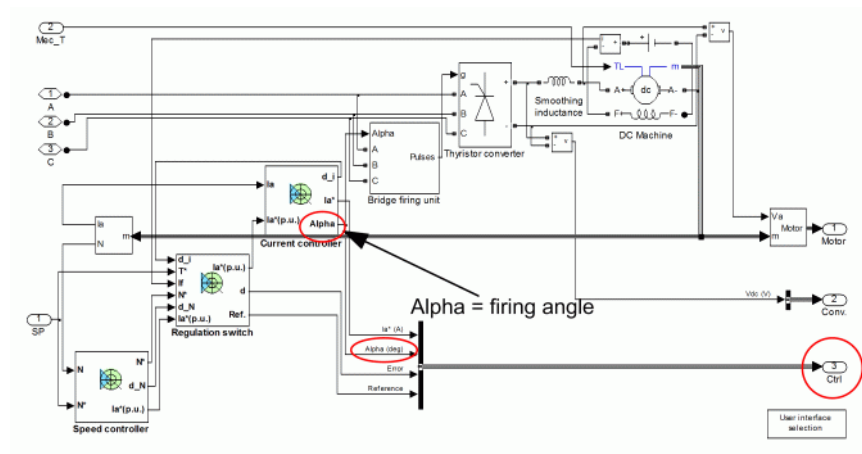 2
Mec_T
1
A
2
B
3
C
g
A
B
C
+
-
Thyristor converter
Smoothing
inductance
TL
m
A+
dc
A-
F+
F-
DC Machine
+
-
v
+
-
v
+
-
Alpha
A
B
C
Pulses
Bridge firing unit
Ia
Ia*(p.u.)
d_i
Ia*
Alpha
Current controller
Ia
N
m
Va
m
Motor
1
Motor
d_i
T*
If
N*
d_N
Ia*(p.u.)
Ia*(p.u.)
d
Ref.
Regulation switch
Alpha = firing angle
Vdc (V)
2
Conv.
1
SP
Ia* (A)
Alpha (deg)
Error
Reference
3
Ctrl
N
N*
N*
d_N
Ia*(p.u.)
Speed controller
User interface
selection